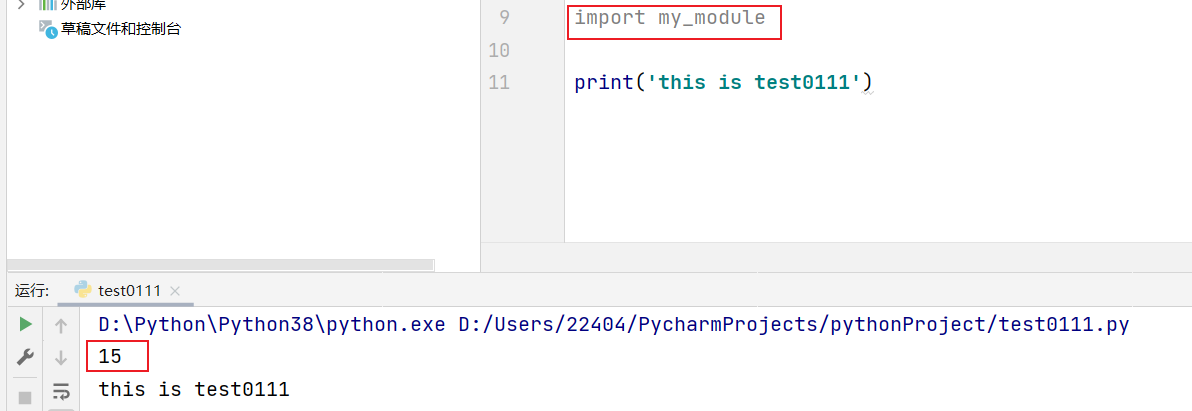 外部库
草稿文件和控制台
9 import my_module
10
11 print('this is test0111')
运行: test0111
D:\Python\Python38\python.exe D:/Users/22404/PycharmProjects/pythonProject/test0111.py
15
this is test0111